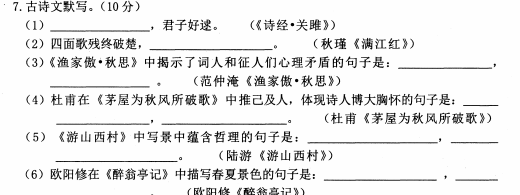 7.古诗文默写。(10分)
(1)____________,君子好逑。 (《诗经•关雎》)
(2)四面歌残终破楚,____________。 (秋瑾《满江红》)
(3)《渔家傲•秋思》中揭示了词人和征人们心理矛盾的句子是:____________,
____________。 (范仲淹《渔家傲•秋思》)
(4)杜甫在《茅屋为秋风所破歌》中推己及人,体现诗人博大胸怀的句子是:____
________,____________,____________。 (杜甫《茅屋为秋风所破歌》)
(5)《游山西村》中写景中蕴含哲理的句子是:____________,____
____________。 (陆游《游山西村》)
(6)欧阳修在《醉翁亭记》中描写春夏景色的句子是:____________,____
____________。 (欧阳修《醉翁亭记》)